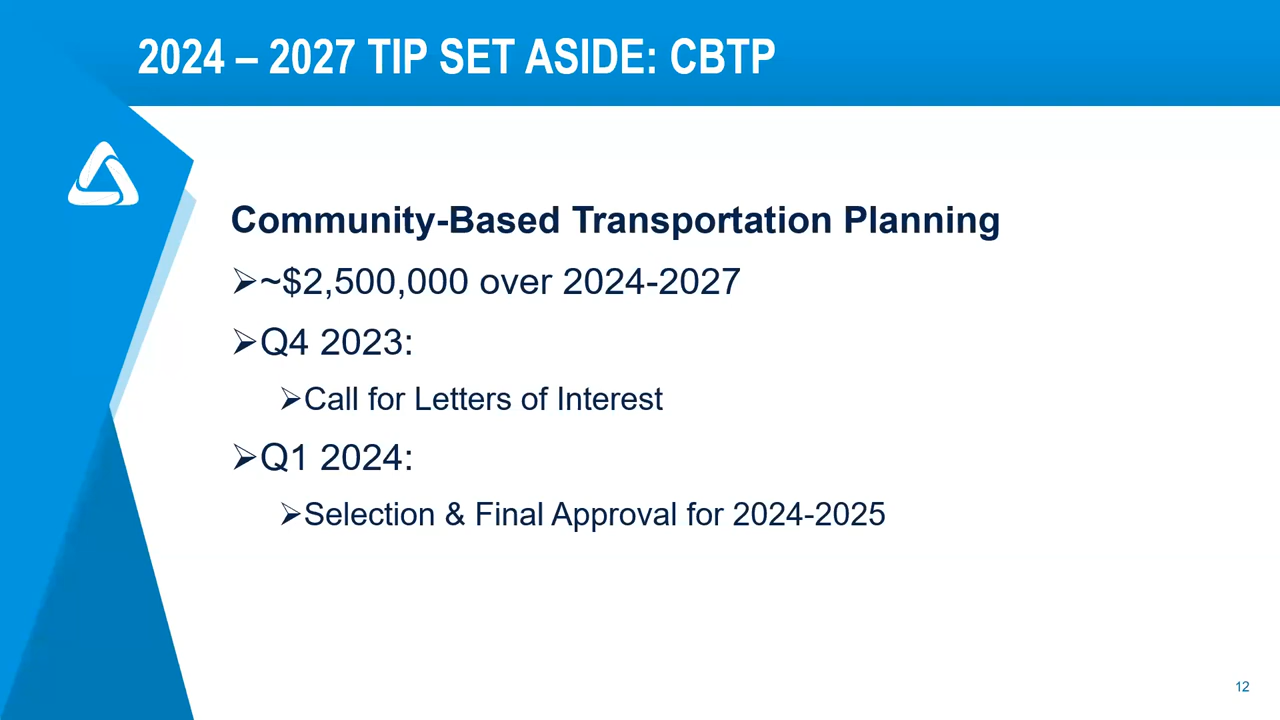 2024 – 2027 TIP SET ASIDE: CBTP
Community-Based Transportation Planning
➢~$2,500,000 over 2024-2027
➢Q4 2023:
➢Call for Letters of Interest
➢Q1 2024:
➢Selection & Final Approval for 2024-2025
12